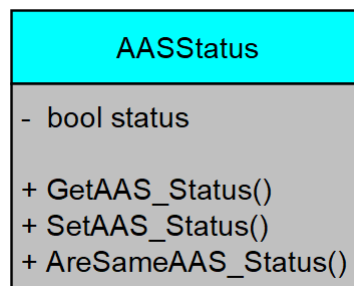 AASStatus
- bool status
+ GetAAS_Status()
+ SetAAS_Status()
+ AreSameAAS_Status()